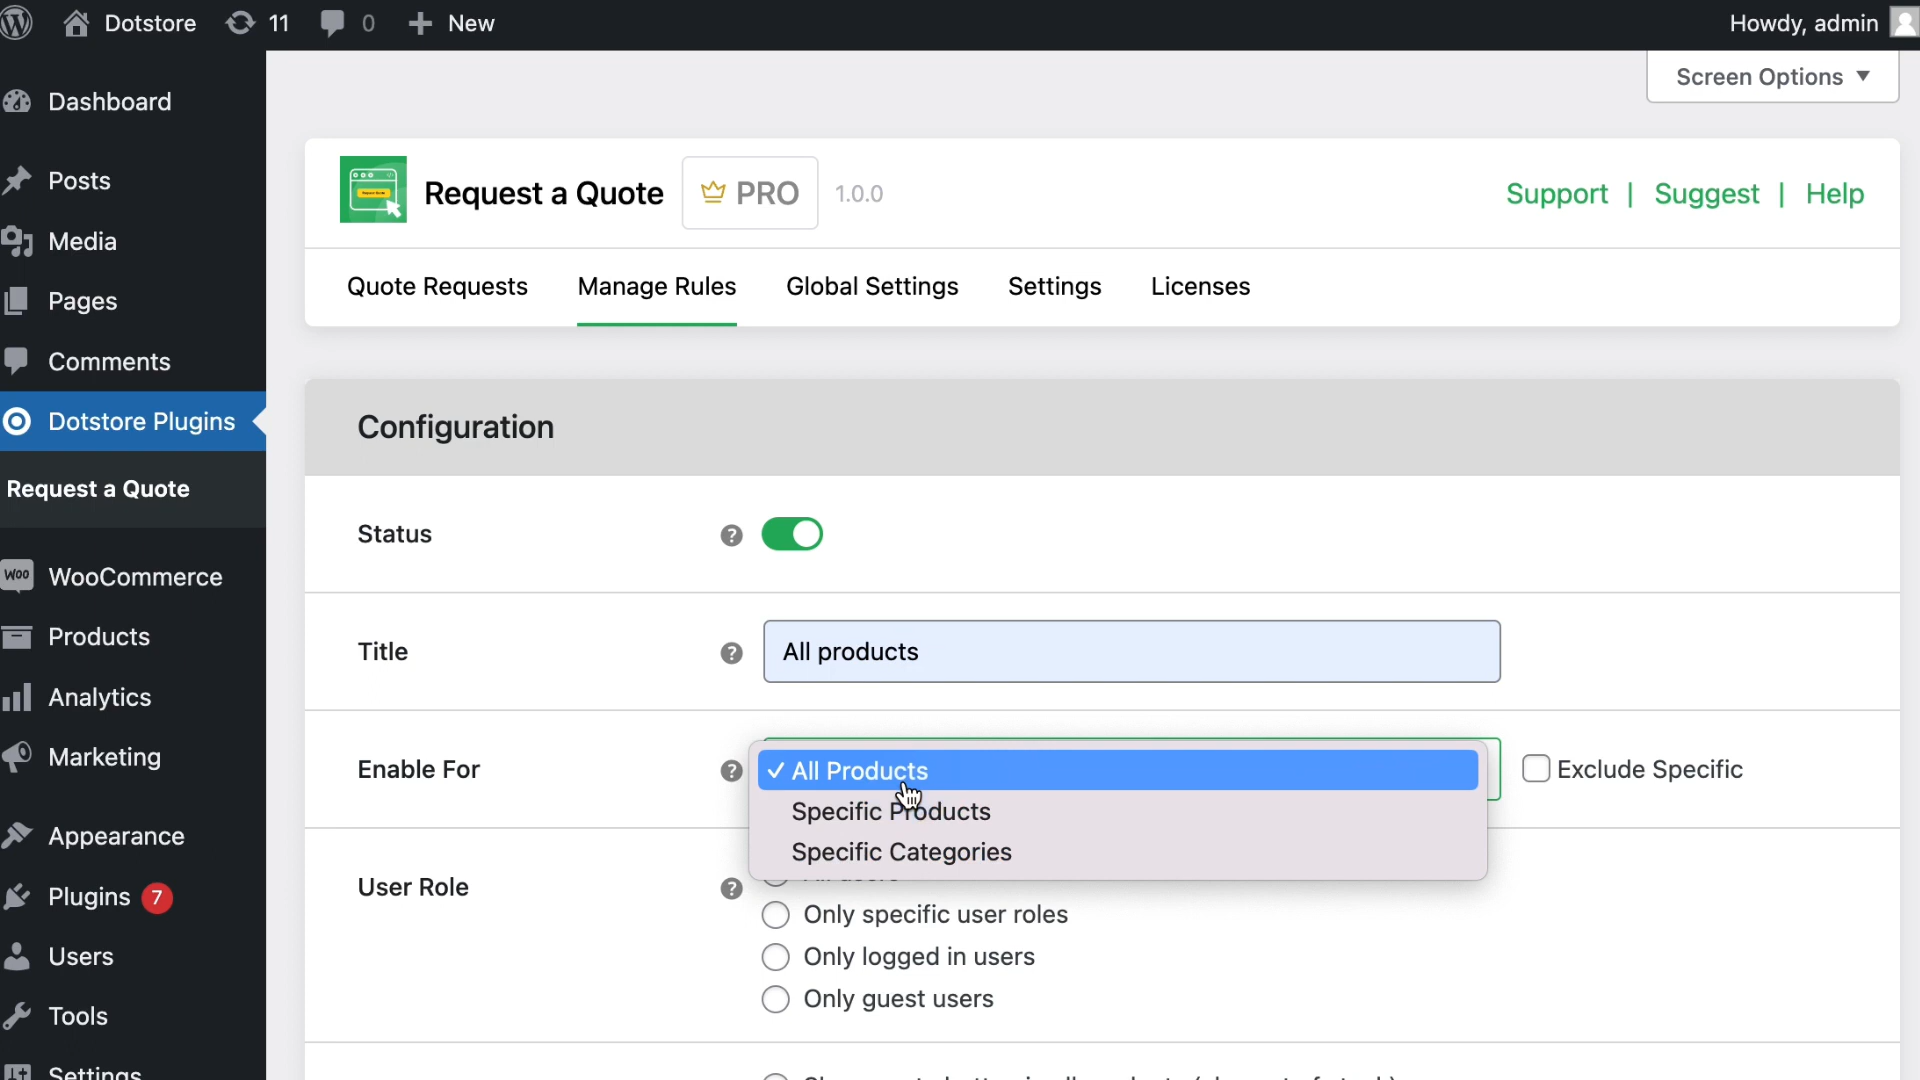 Dotstore 11 0 New Howdy, admin
Screen Options
Dashboard
Posts
Media
Pages
Comments
Dotstore Plugins
Request a Quote
WOO WooCommerce
Products
Analytics
Marketing
Appearance
Plugins 7
Users
Tools
Settings
Request a Quote PRO 1.0.0
Support | Suggest | Help
Quote Requests Manage Rules Global Settings Settings Licenses
Configuration
Status ?
Title ? All products
Enable For ? ✓ All Products Exclude Specific
Specific Products
Specific Categories
User Role ?
Only specific user roles
Only logged in users
Only guest users